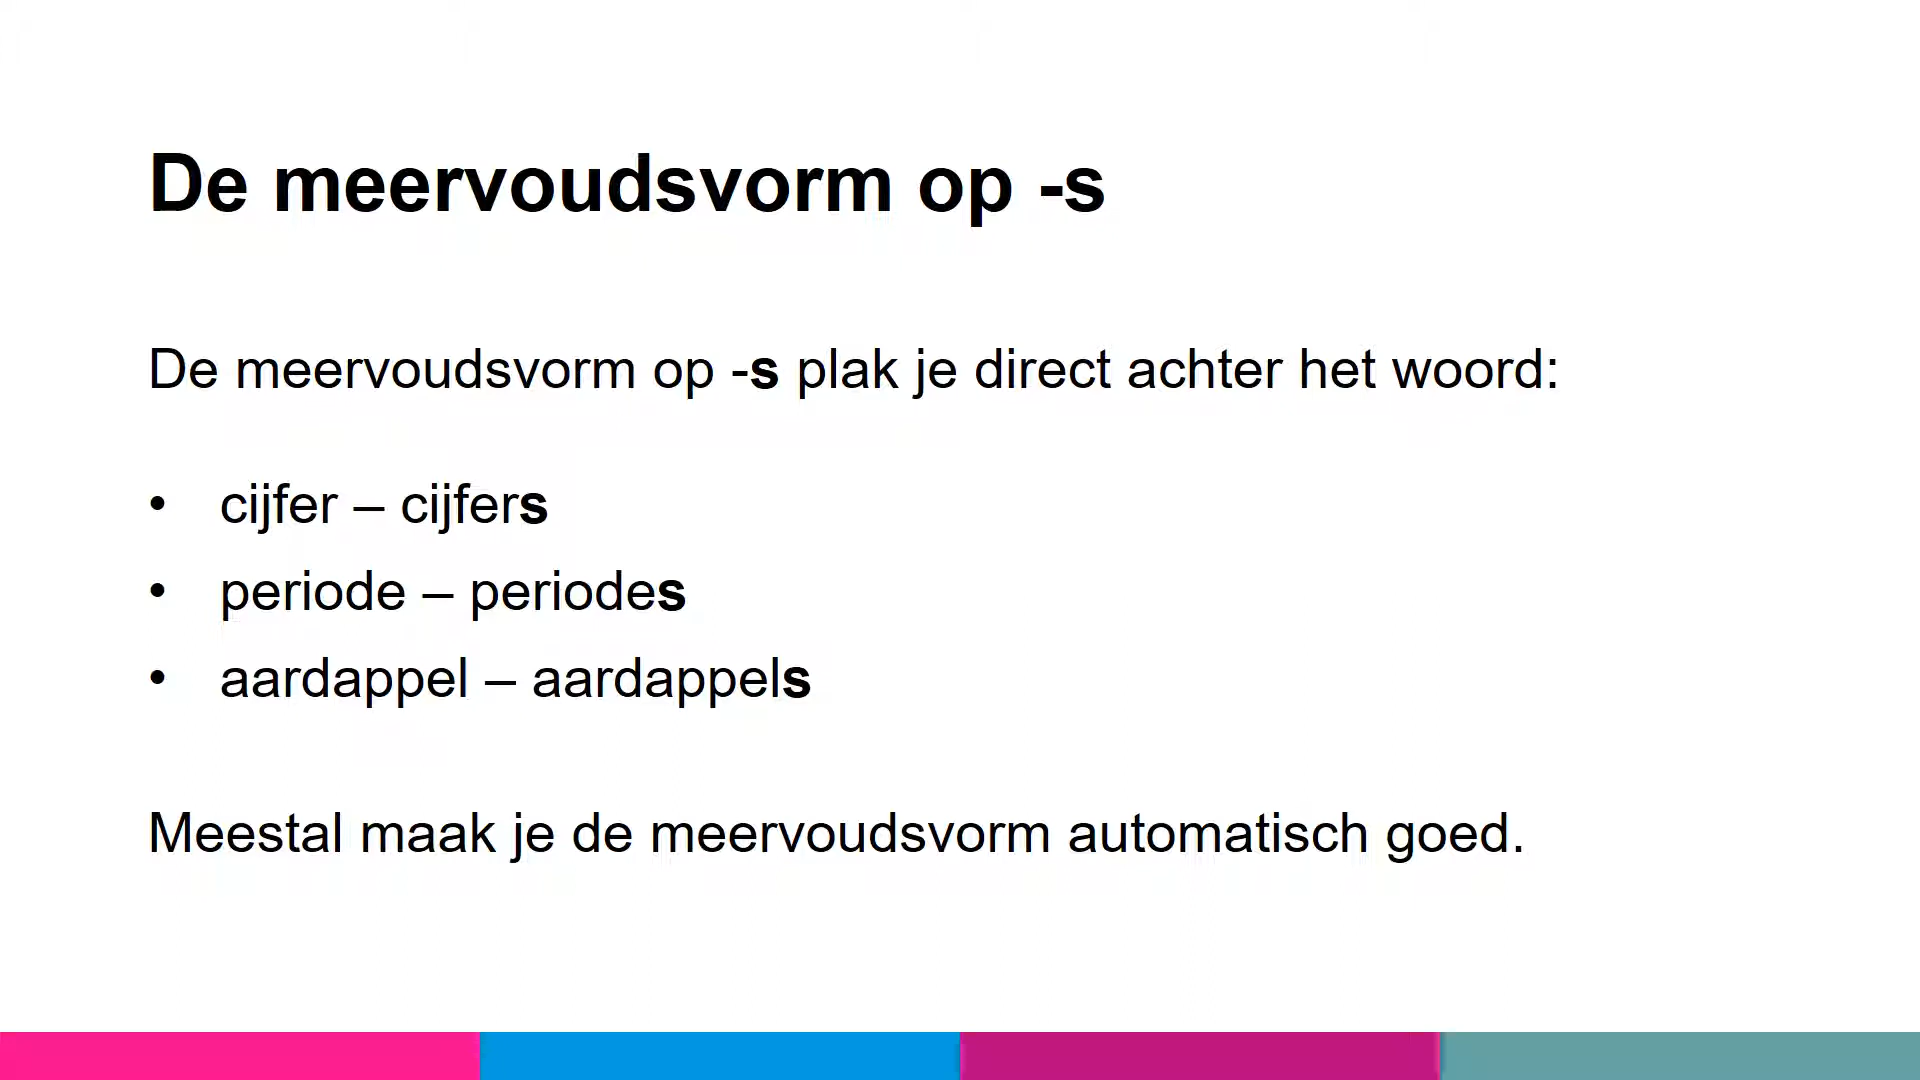 De meervoudsvorm op -s
De meervoudsvorm op -s plak je direct achter het woord:
• cijfer – cijfers
• periode – periodes
• aardappel – aardappels
Meestal maak je de meervoudsvorm automatisch goed.